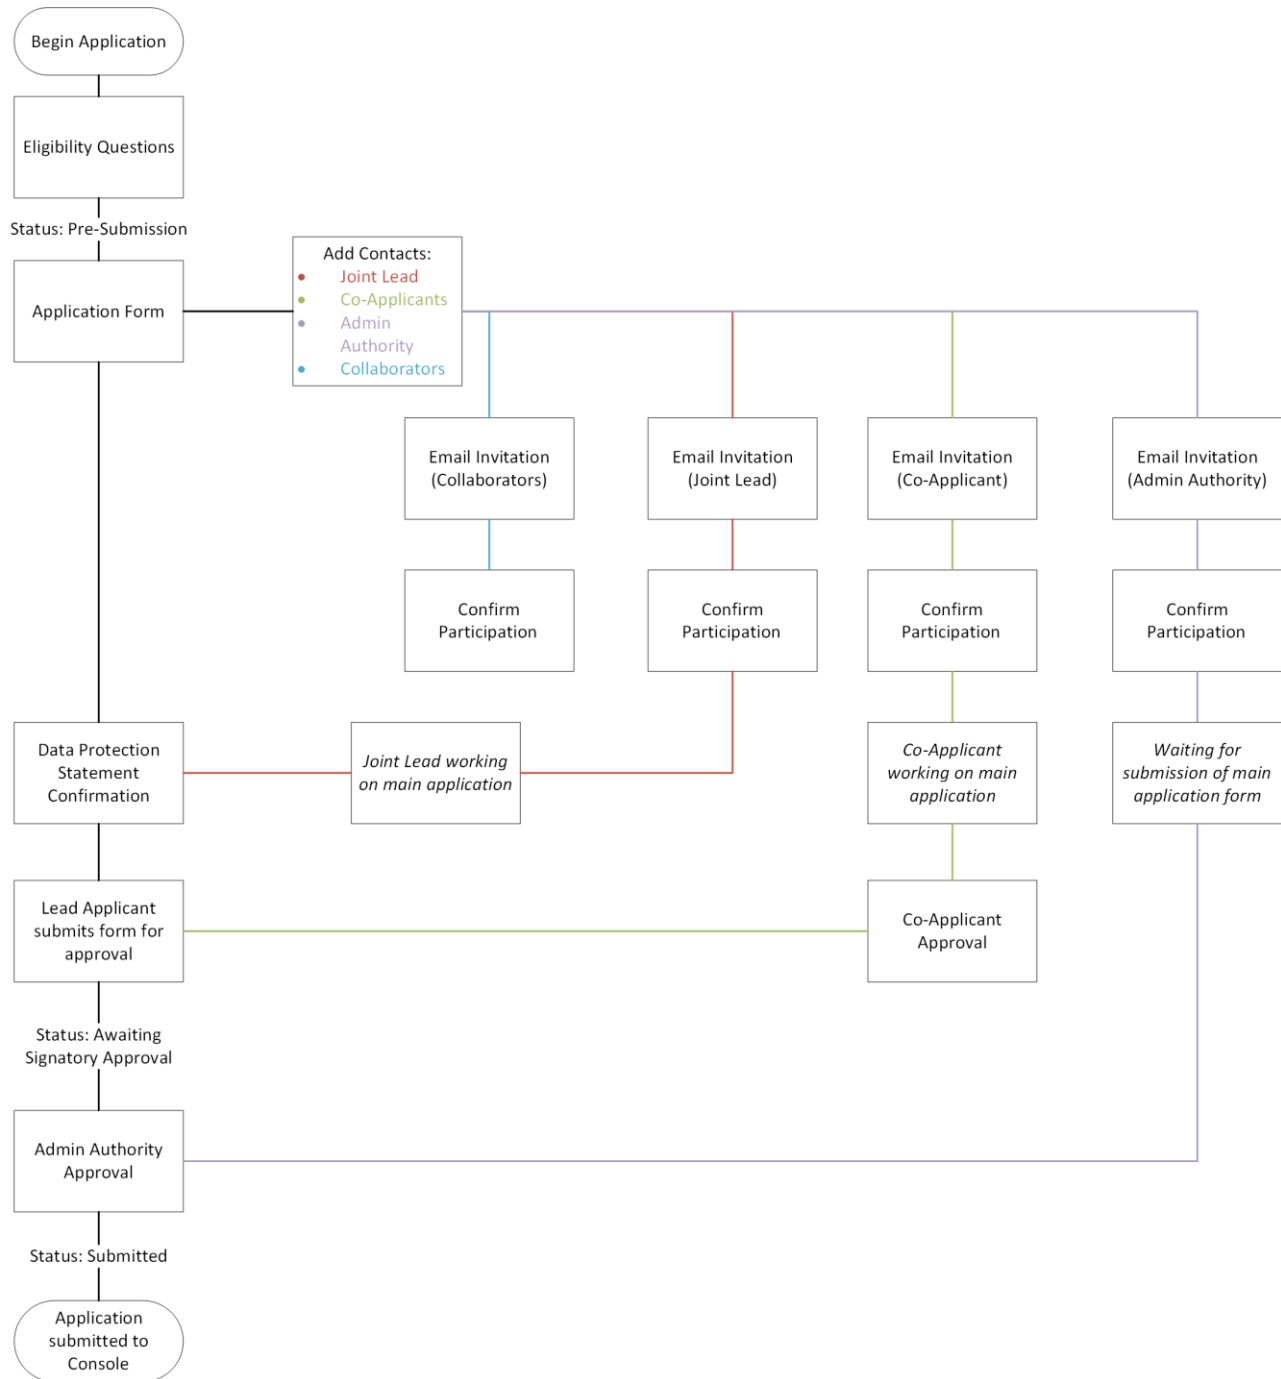 Begin Application
Eligibility Questions
Status: Pre-Submission
Application Form
Add Contacts:
• Joint Lead
• Co-Applicants
• Admin
Authority
• Collaborators
Email Invitation
(Collaborators)
Email Invitation
(Joint Lead)
Email Invitation
(Co-Applicant)
Email Invitation
(Admin Authority)
Confirm
Participation
Confirm
Participation
Confirm
Participation
Confirm
Participation
Data Protection
Statement
Confirmation
Joint Lead working
on main application
Co-Applicant
working on main
application
Waiting for
submission of main
application form
Lead Applicant
submits form for
approval
Co-Applicant
Approval
Status: Awaiting
Signatory Approval
Admin Authority
Approval
Status: Submitted
Application
submitted to
Console